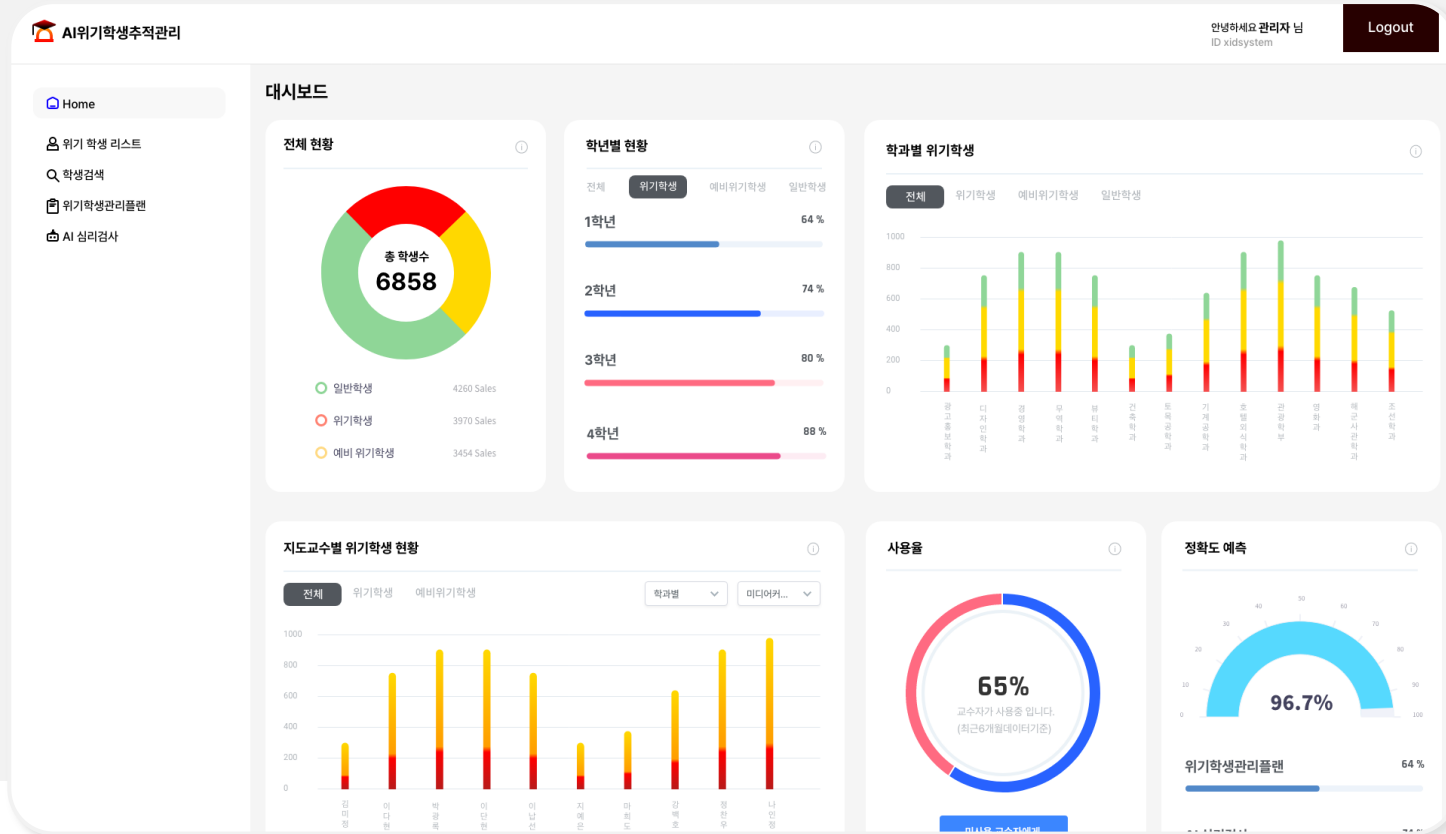 AI위기학생추적관리
안녕하세요 관리자 님
ID xidsystem
Logout
Home
위기 학생 리스트
학생검색
위기학생관리플랜
AI 심리검사
대시보드
전체 현황
총 학생수
6858
일반학생 4260 Sales
위기학생 3970 Sales
예비 위기학생 3454 Sales
학년별 현황
전체 위기학생 예비위기학생 일반학생
1학년 64 %
2학년 74 %
3학년 80 %
4학년 88 %
학과별 위기학생
전체 위기학생 예비위기학생 일반학생
1000
800
600
400
200
0
광고홍보학과
디자인학과
경영학과
무역학과
뷰티학과
건축학과
토목공학과
기계공학과
호텔외식학과
관광학부
영화과
해군사관학과
조선학과
지도교수별 위기학생 현황
전체 위기학생 예비위기학생
학과별 미디어커...
1000
800
600
400
200
0
김미정
이다현
박광록
이단현
이남선
지예은
마희도
강백호
정찬우
나인정
사용율
65%
교수자가 사용중 입니다.
(최근6개월데이터기준)
정확도 예측
0
10
20
30
40
50
60
70
80
90
100
96.7%
위기학생관리플랜 64 %